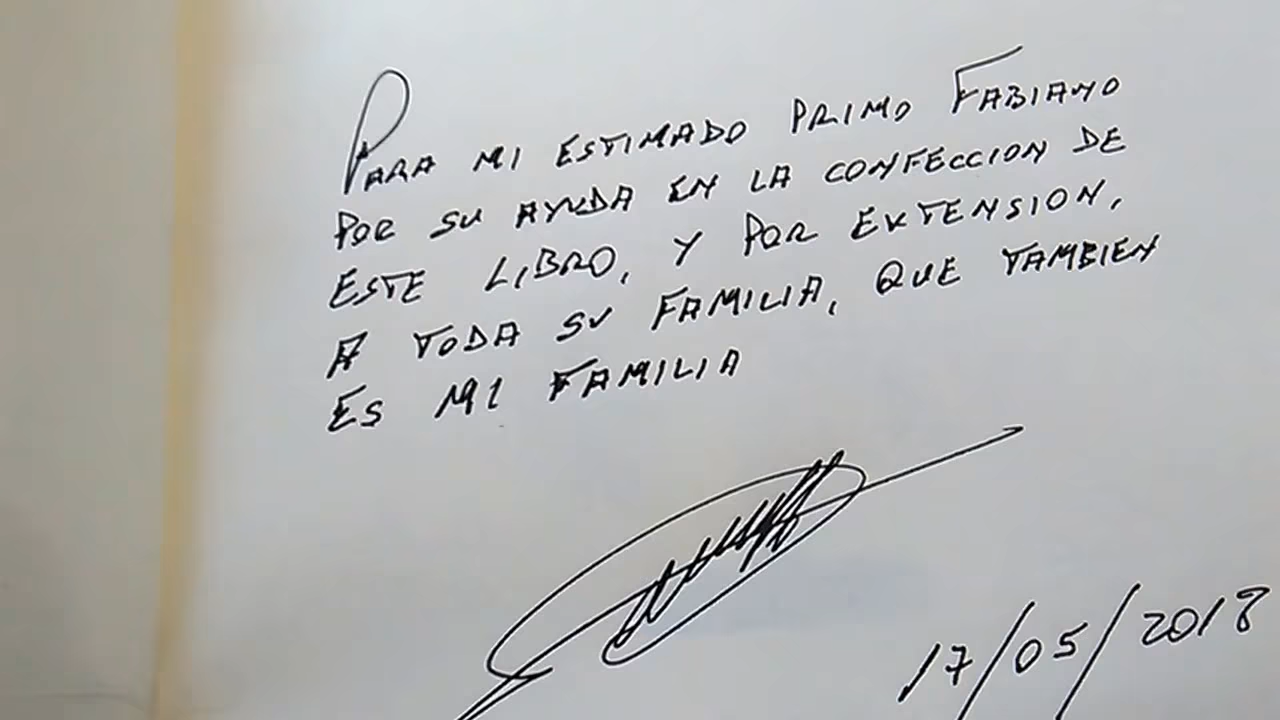 PARA MI ESTIMADO PRIMO FABIANO
POR SU AYUDA EN LA CONFECCION DE
ESTE LIBRO, Y POR EXTENSION,
A TODA SU FAMILIA, QUE TAMBIEN
ES MI FAMILIA
17/05/2018